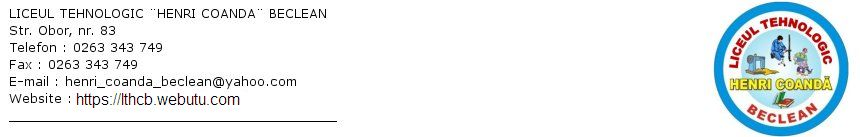 LICEUL TEHNOLOGIC ¨HENRI COANDA¨ BECLEAN
Str. Obor, nr. 83
Telefon : 0263 343 749
Fax : 0263 343 749
E-mail : henri_coanda_beclean@yahoo.com
Website : https://lthcb.webutu.com
LICEUL TEHNOLOGIC
HENRI COANDĂ
BECLEAN